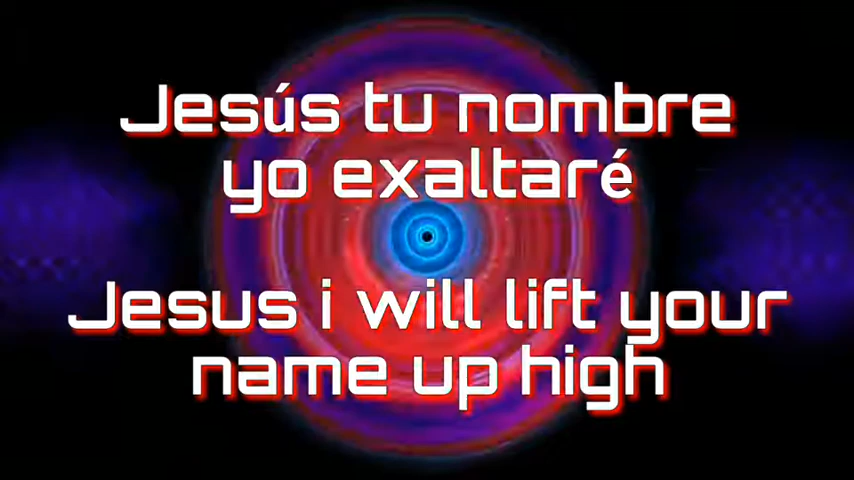 Jesús tu nombre
yo exaltaré
Jesus i will lift your
name up high